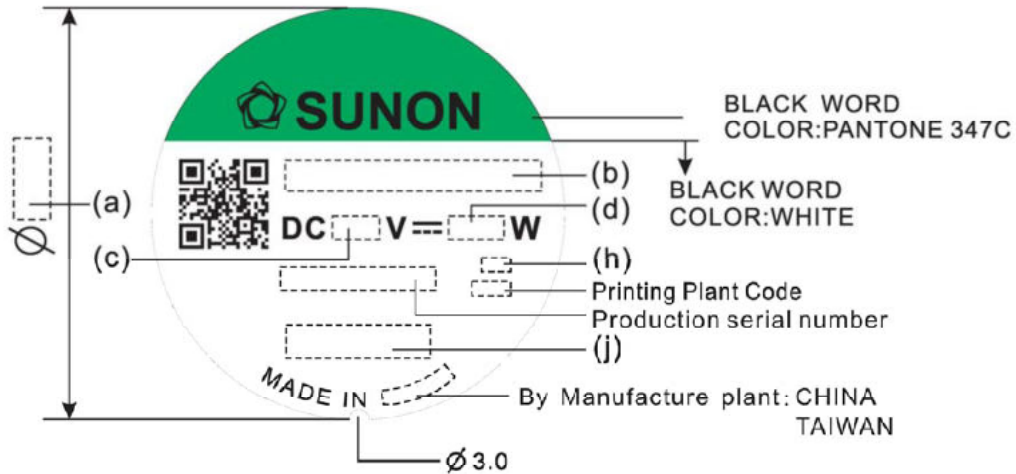 SUNON
BLACK WORD
COLOR:PANTONE 347C
(a)
(b)
BLACK WORD
COLOR:WHITE
DC V⎓ W
(d)
(c)
(h)
Printing Plant Code
Production serial number
(j)
MADE IN
By Manufacture plant: CHINA
TAIWAN
Ø
Ø 3.0